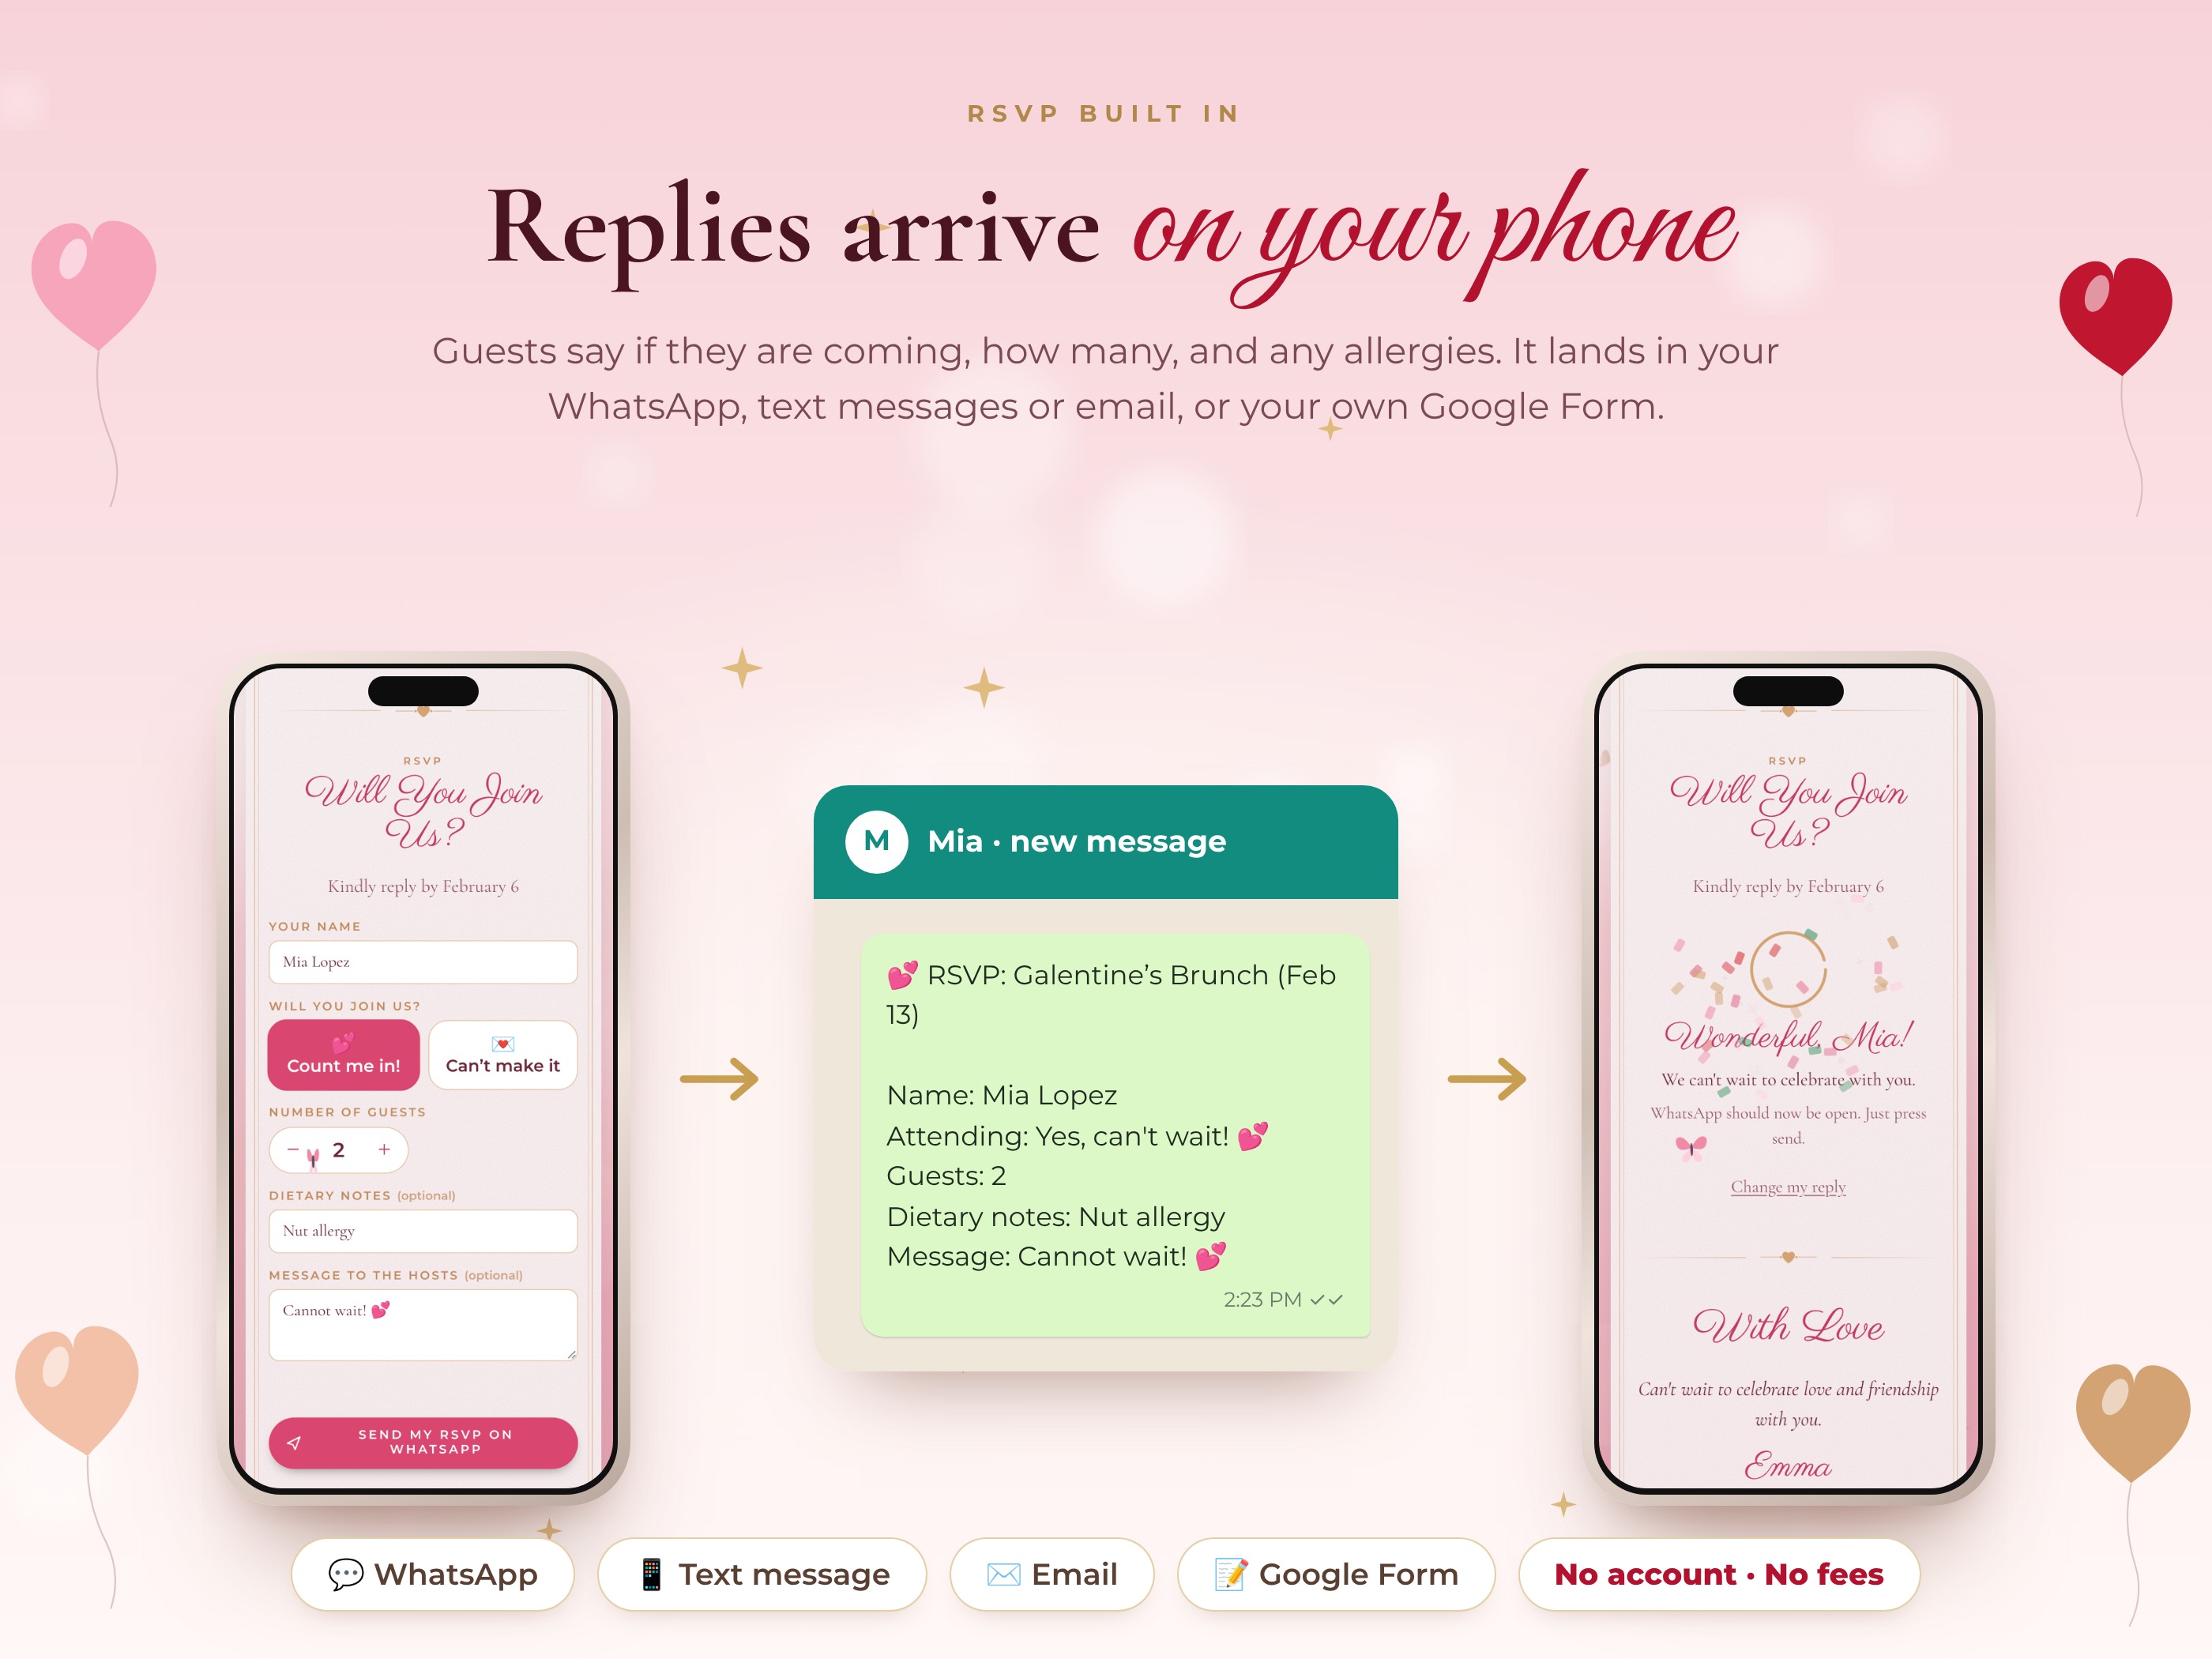 RSVP BUILT IN
Replies arrive on your phone
Guests say if they are coming, how many, and any allergies. It lands in your
WhatsApp, text messages or email, or your own Google Form.
RSVP
Will You Join
Us?
Kindly reply by February 6
YOUR NAME
Mia Lopez
WILL YOU JOIN US?
💕
Count me in!
💌
Can't make it
NUMBER OF GUESTS
− 2 +
DIETARY NOTES (optional)
Nut allergy
MESSAGE TO THE HOSTS (optional)
Cannot wait! 💕
SEND MY RSVP ON
WHATSAPP
M
Mia · new message
💕 RSVP: Galentine’s Brunch (Feb
13)
Name: Mia Lopez
Attending: Yes, can't wait! 💕
Guests: 2
Dietary notes: Nut allergy
Message: Cannot wait! 💕
2:23 PM ✓✓
RSVP
Will You Join
Us?
Kindly reply by February 6
Wonderful, Mia!
We can't wait to celebrate with you.
WhatsApp should now be open. Just press
send.
Change my reply
With Love
Can't wait to celebrate love and friendship
with you.
Emma
💬 WhatsApp
📱 Text message
✉️ Email
📝 Google Form
No account · No fees